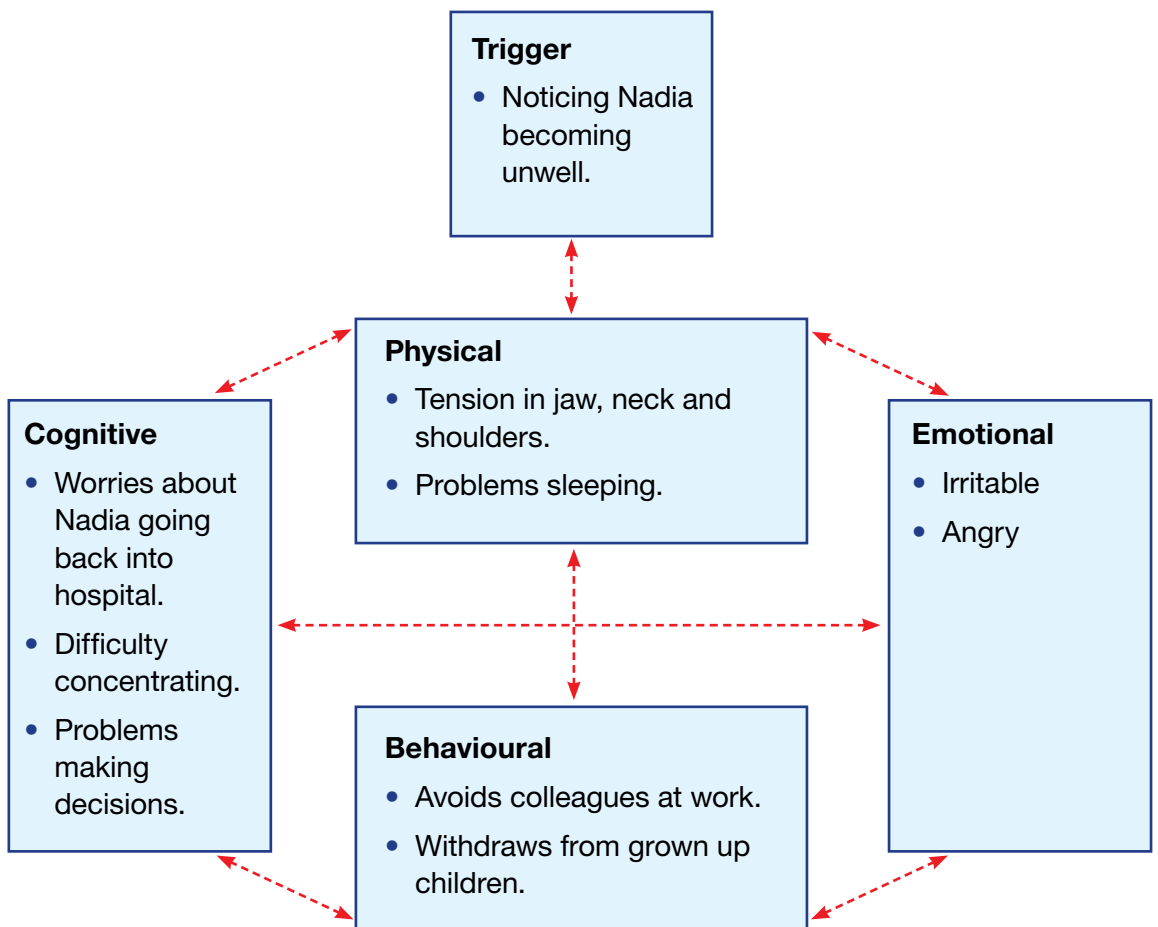 Trigger
• Noticing Nadia
becoming
unwell.
Physical
• Tension in jaw, neck and
shoulders.
• Problems sleeping.
Cognitive
• Worries about
Nadia going
back into
hospital.
• Difficulty
concentrating.
• Problems
making
decisions.
Emotional
• Irritable
• Angry
Behavioural
• Avoids colleagues at work.
• Withdraws from grown up
children.